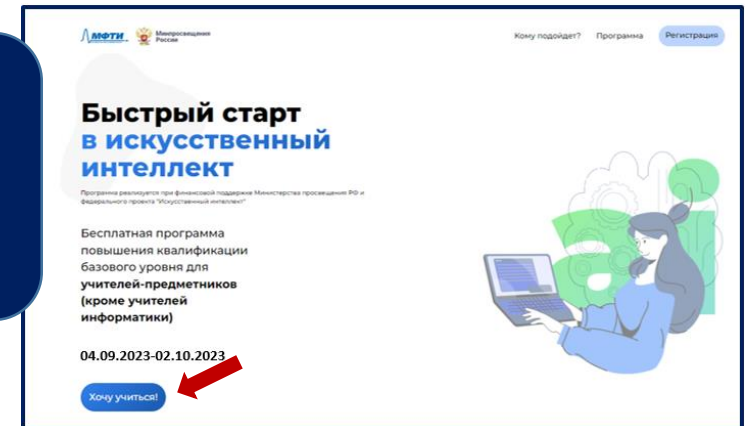 МФТИ
Минпросвещения
России
Кому подойдет? Программа Регистрация
Быстрый старт
в искусственный
интеллект
Программа реализуется при финансовой поддержке Министерства просвещения РФ и
федерального проекта "Искусственный интеллект"
Бесплатная программа
повышения квалификации
базового уровня для
учителей-предметников
(кроме учителей
информатики)
04.09.2023-02.10.2023
Хочу учиться!
ai